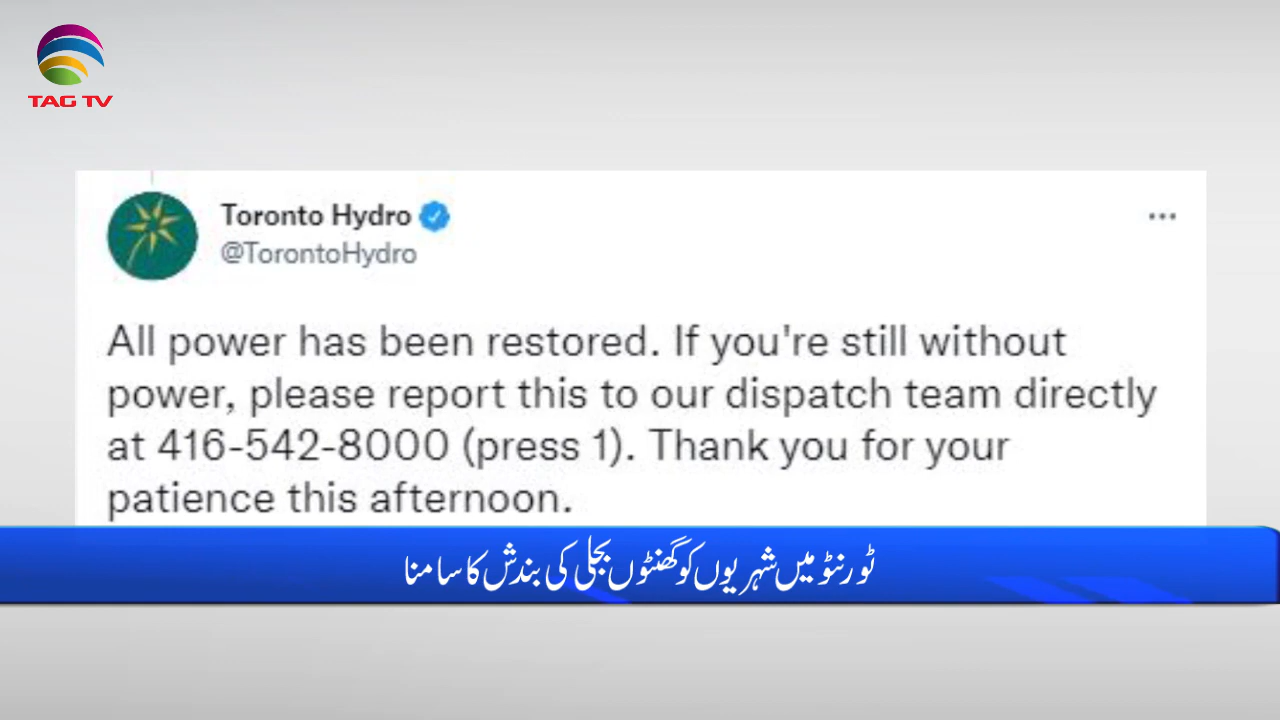 TAG TV
Toronto Hydro
@TorontoHydro
All power has been restored. If you're still without
power, please report this to our dispatch team directly
at 416-542-8000 (press 1). Thank you for your
patience this afternoon.
ٹورنٹو میں شہریوں کو گھنٹوں بجلی کی بندش کا سامنا